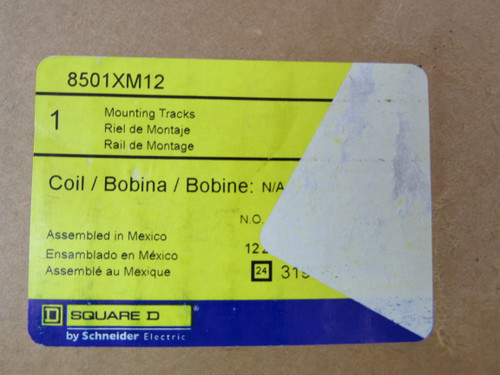 8501XM12
1
Mounting Tracks
Riel de Montaje
Rail de Montage
Coil / Bobina / Bobine: N/A
N.O.
Assembled in Mexico
Ensamblado en México
Assemblé au Mexique
24
SQUARE D
by Schneider Electric